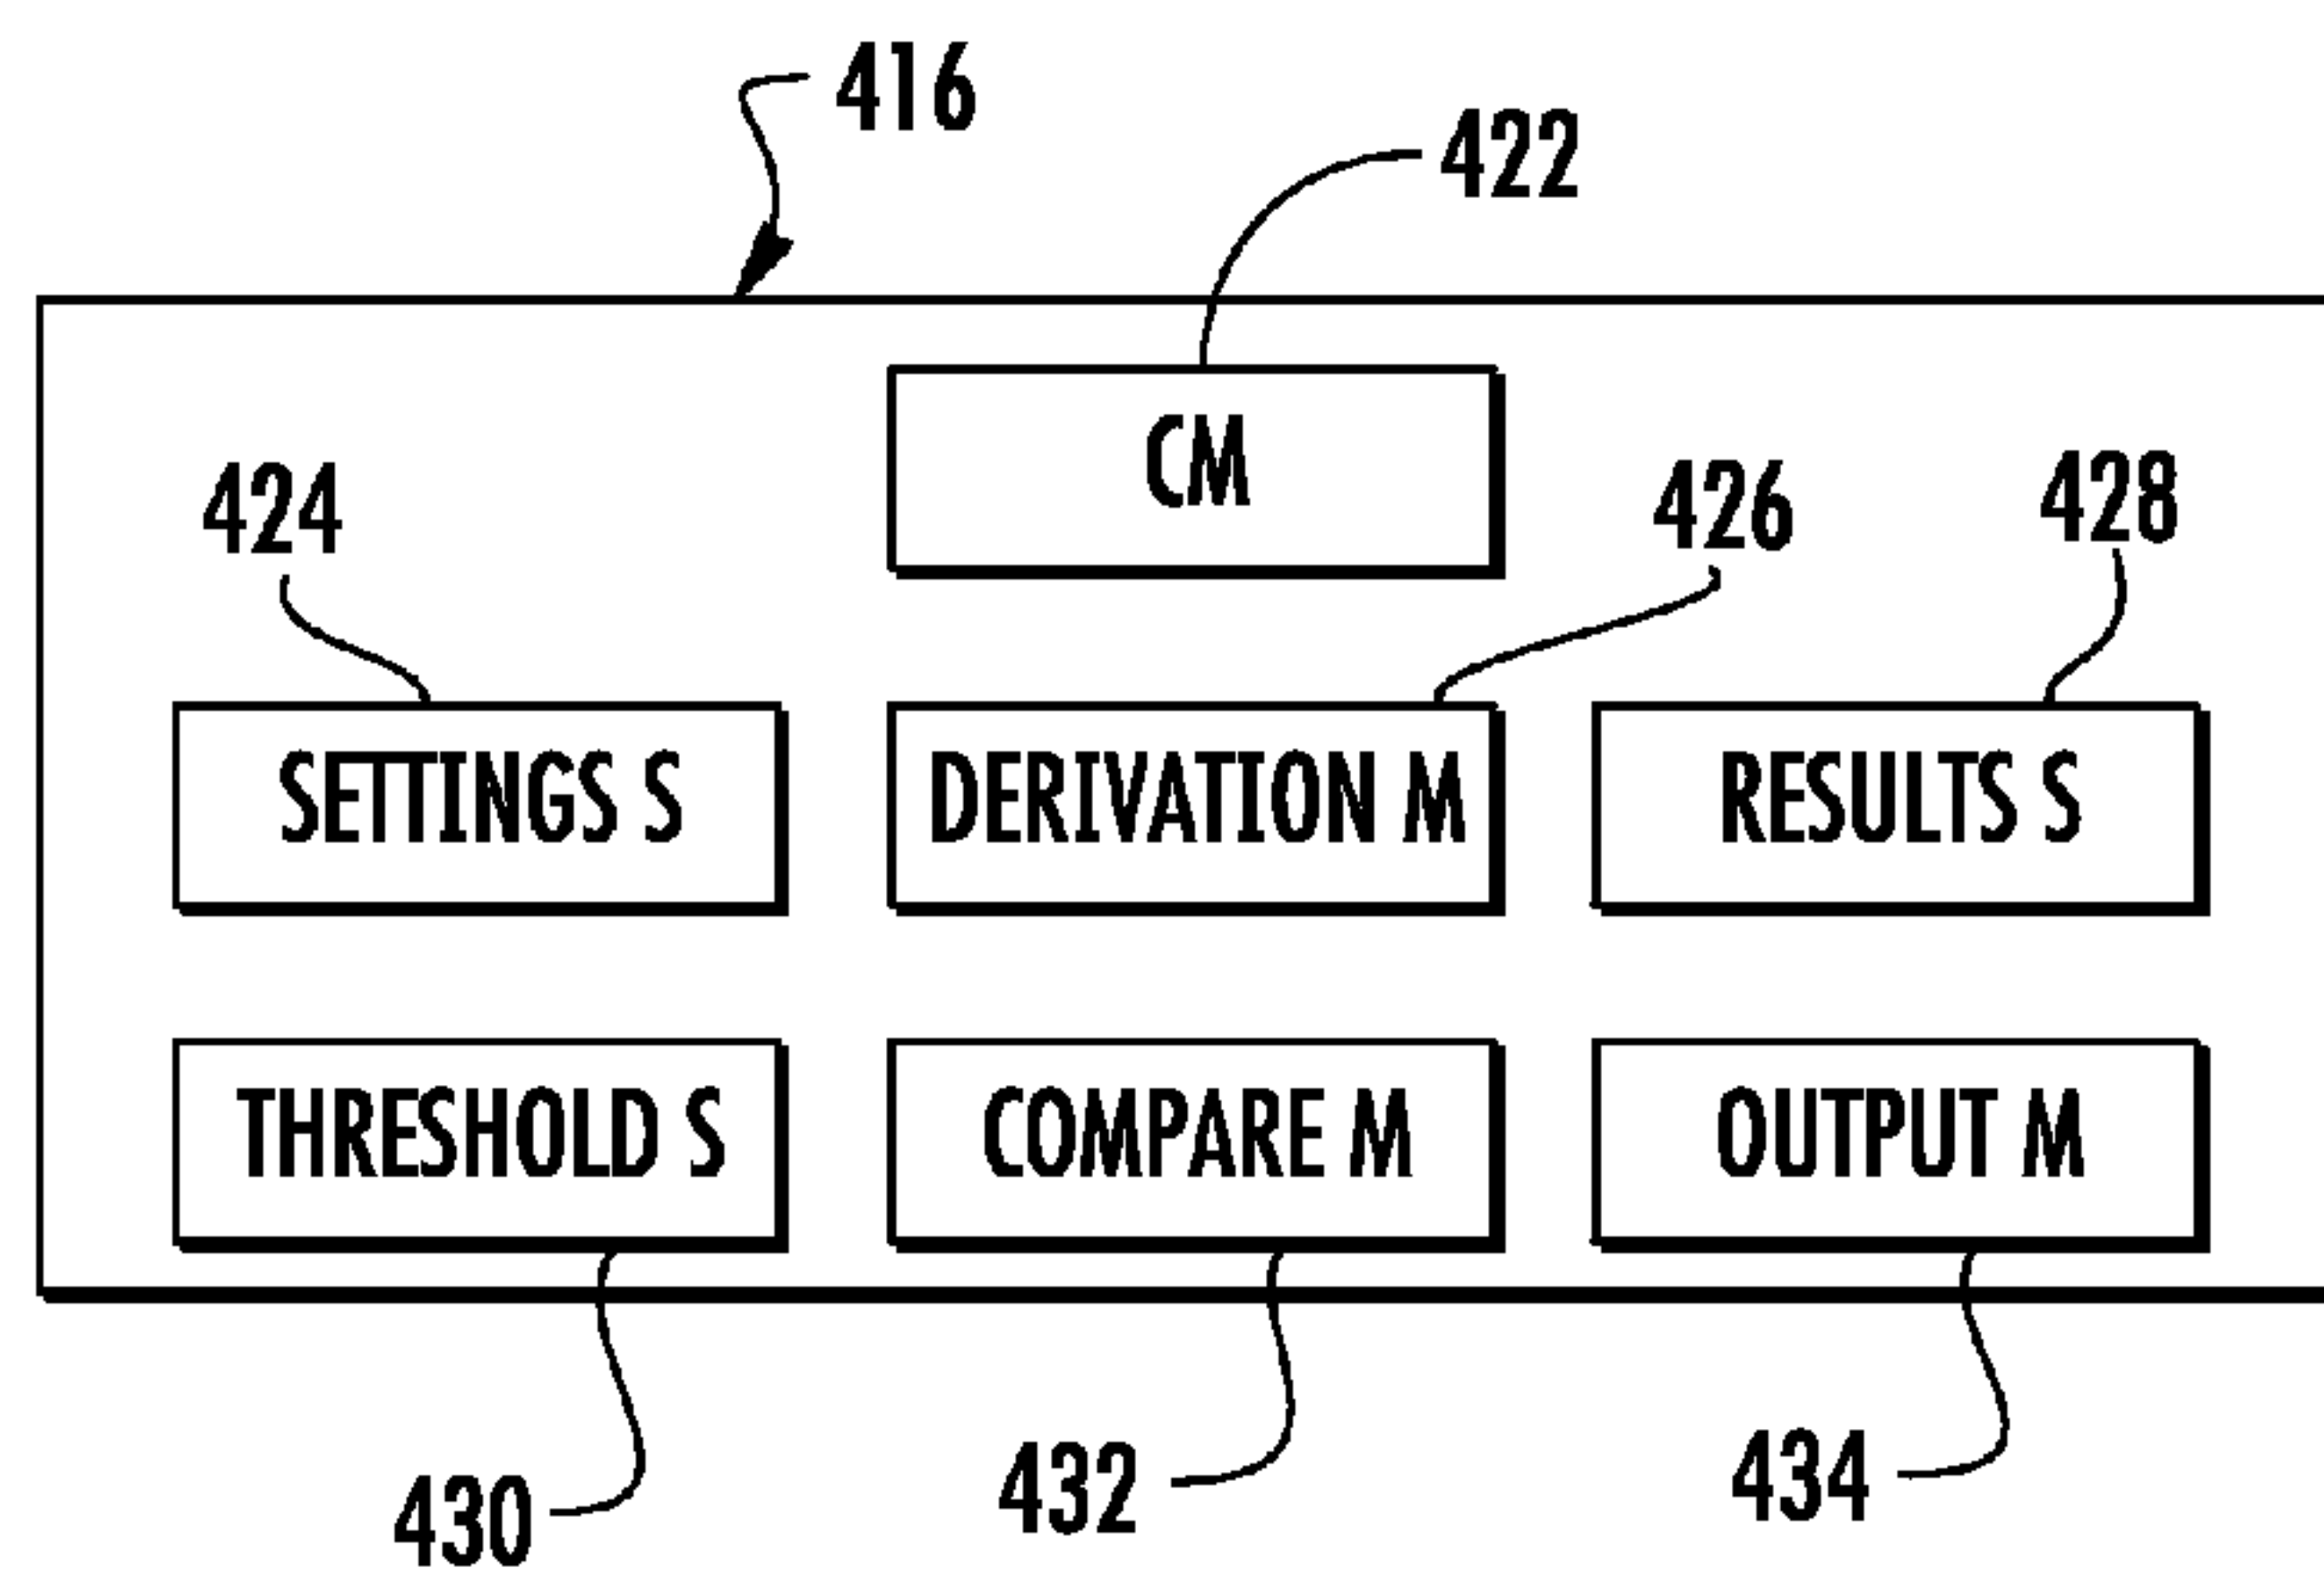 416
422
CM
424
426
428
SETTINGS S
DERIVATION M
RESULTS S
THRESHOLD S
COMPARE M
OUTPUT M
430
432
434